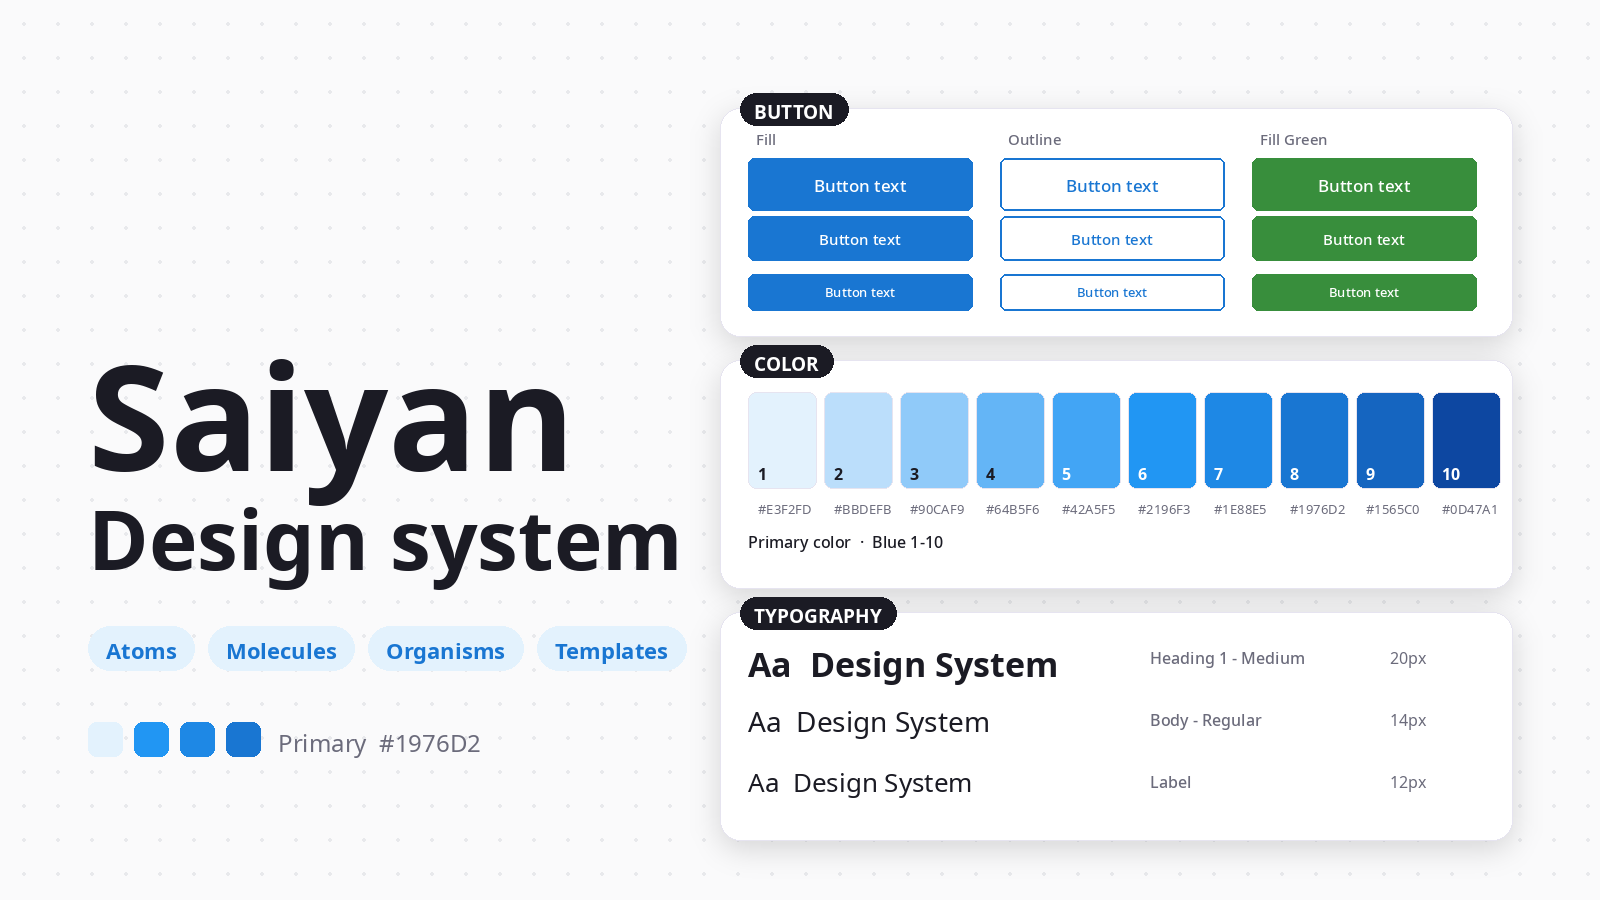 Saiyan
Design system
Atoms
Molecules
Organisms
Templates
Primary #1976D2
BUTTON
Fill
Outline
Fill Green
Button text
Button text
Button text
Button text
Button text
Button text
Button text
Button text
Button text
COLOR
1
2
3
4
5
6
7
8
9
10
#E3F2FD
#BBDEFB
#90CAF9
#64B5F6
#42A5F5
#2196F3
#1E88E5
#1976D2
#1565C0
#0D47A1
Primary color · Blue 1-10
TYPOGRAPHY
Aa Design System
Heading 1 - Medium
20px
Aa Design System
Body - Regular
14px
Aa Design System
Label
12px